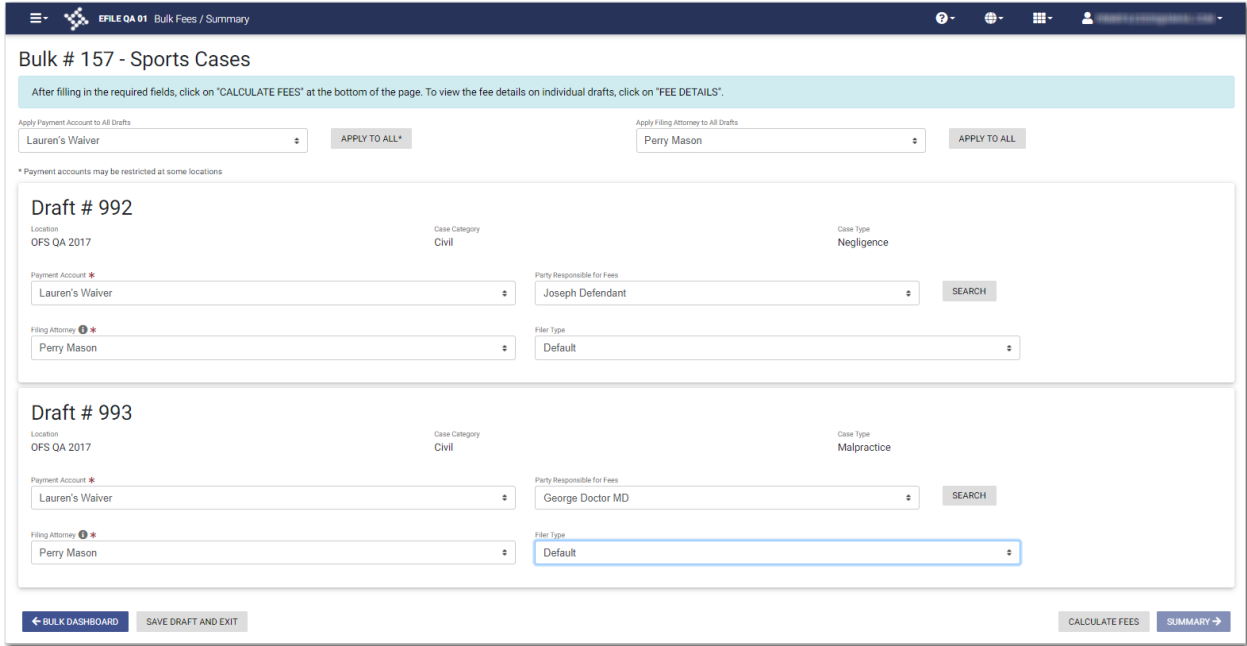 EFILE QA 01 Bulk Fees / Summary
Bulk # 157 - Sports Cases
After filling in the required fields, click on "CALCULATE FEES" at the bottom of the page. To view the fee details on individual drafts, click on "FEE DETAILS".
Apply Payment Account to All Drafts Apply Filing Attorney to All Drafts
Lauren's Waiver APPLY TO ALL* Perry Mason APPLY TO ALL
* Payment accounts may be restricted at some locations
Draft # 992
Location Case Category Case Type
OFS QA 2017 Civil Negligence
Payment Account * Party Responsible for Fees
Lauren's Waiver Joseph Defendant SEARCH
Filing Attorney * Filer Type
Perry Mason Default
Draft # 993
Location Case Category Case Type
OFS QA 2017 Civil Malpractice
Payment Account * Party Responsible for Fees
Lauren's Waiver George Doctor MD SEARCH
Filing Attorney * Filer Type
Perry Mason Default
BULK DASHBOARD SAVE DRAFT AND EXIT CALCULATE FEES SUMMARY